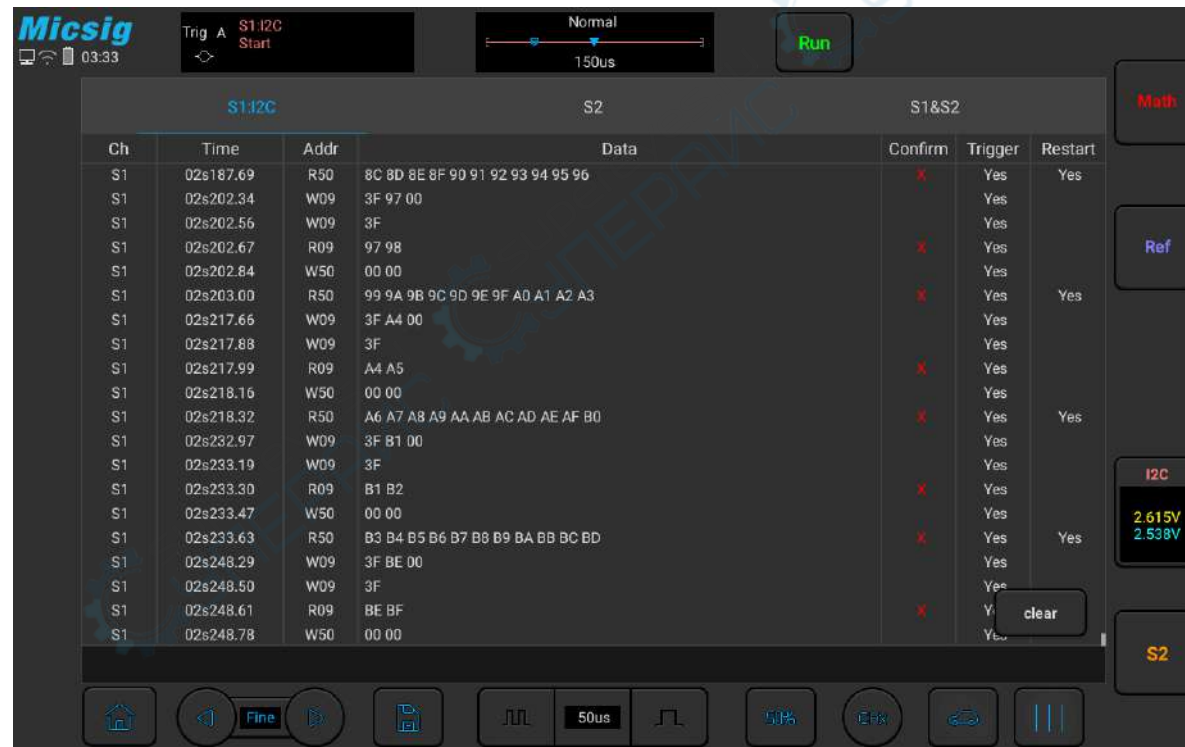 Micsig
03:33
Trig A S1:I2C
Start
Normal
150us
Run
S1:I2C S2 S1&S2
Ch Time Addr Data Confirm Trigger Restart
S1 02s187.69 R50 8C 8D 8E 8F 90 91 92 93 94 95 96 X Yes Yes
S1 02s202.34 W09 3F 97 00 Yes
S1 02s202.56 W09 3F Yes
S1 02s202.67 R09 97 98 X Yes
S1 02s202.84 W50 00 00 Yes
S1 02s203.00 R50 99 9A 9B 9C 9D 9E 9F A0 A1 A2 A3 X Yes Yes
S1 02s217.66 W09 3F A4 00 Yes
S1 02s217.88 W09 3F Yes
S1 02s217.99 R09 A4 A5 X Yes
S1 02s218.16 W50 00 00 Yes
S1 02s218.32 R50 A6 A7 A8 A9 AA AB AC AD AE AF B0 X Yes Yes
S1 02s232.97 W09 3F B1 00 Yes
S1 02s233.19 W09 3F Yes
S1 02s233.30 R09 B1 B2 X Yes
S1 02s233.47 W50 00 00 Yes
S1 02s233.63 R50 B3 B4 B5 B6 B7 B8 B9 BA BB BC BD X Yes Yes
S1 02s248.29 W09 3F BE 00 Yes
S1 02s248.50 W09 3F Yes
S1 02s248.61 R09 BE BF X Y
S1 02s248.78 W50 00 00 Yes
clear
Math
Ref
I2C
2.615V
2.538V
S2
Fine
50us
50%
CHX
ЮПЕРАЙС